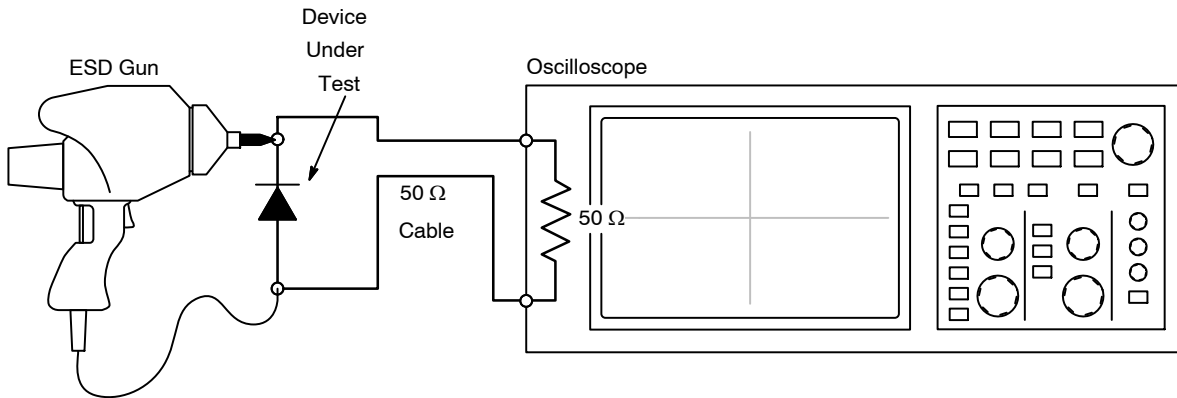 Device
Under
Test
ESD Gun
Oscilloscope
50 Ω
Cable
50 Ω